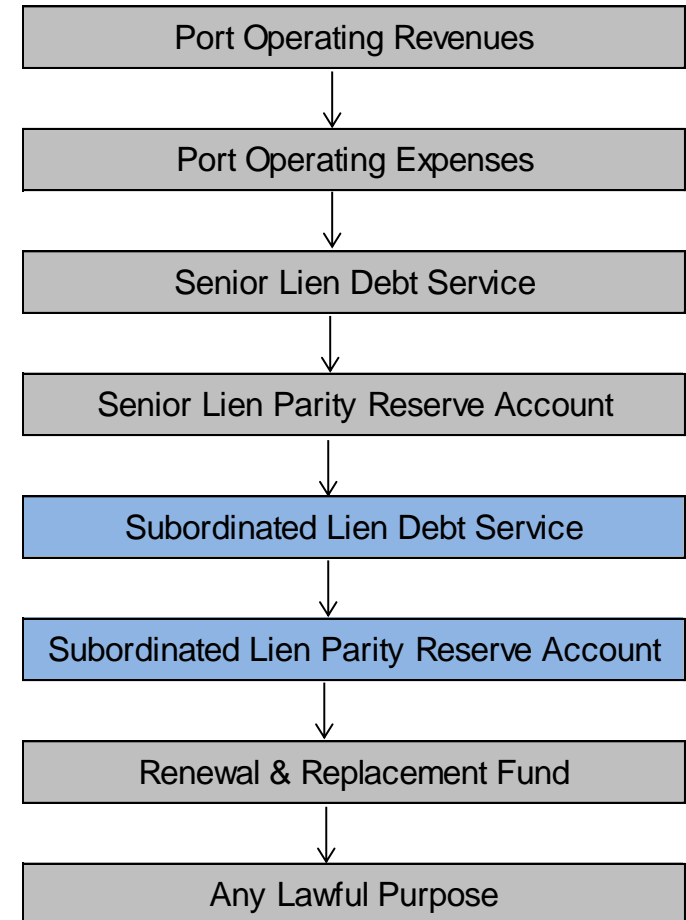 Port Operating Revenues
Port Operating Expenses
Senior Lien Debt Service
Senior Lien Parity Reserve Account
Subordinated Lien Debt Service
Subordinated Lien Parity Reserve Account
Renewal & Replacement Fund
Any Lawful Purpose